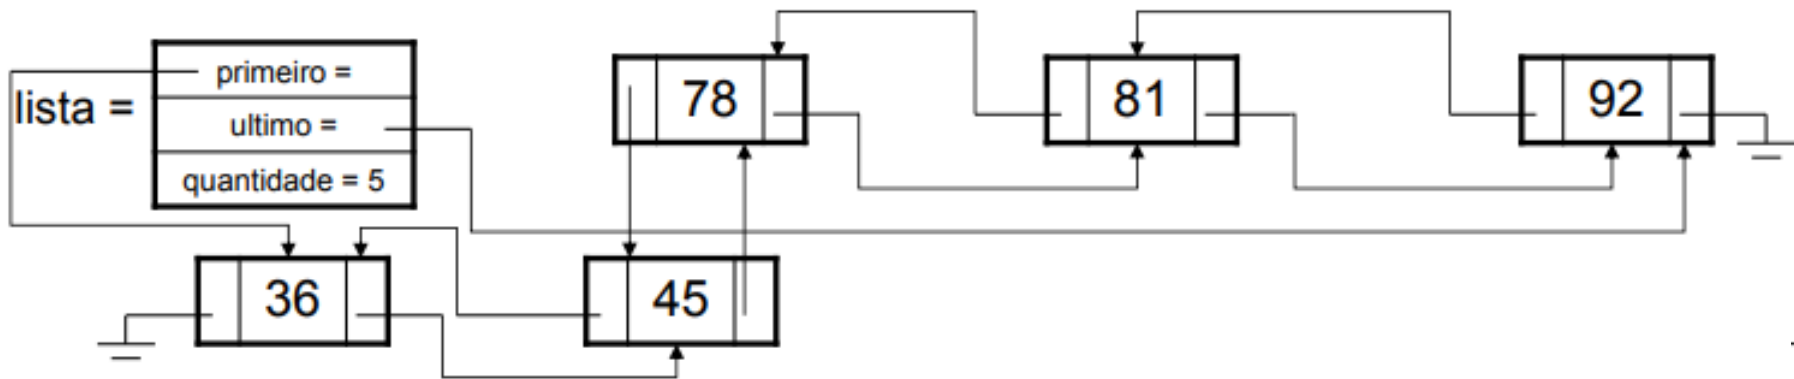 lista =
primeiro =
ultimo =
quantidade = 5
78
81
92
36
45